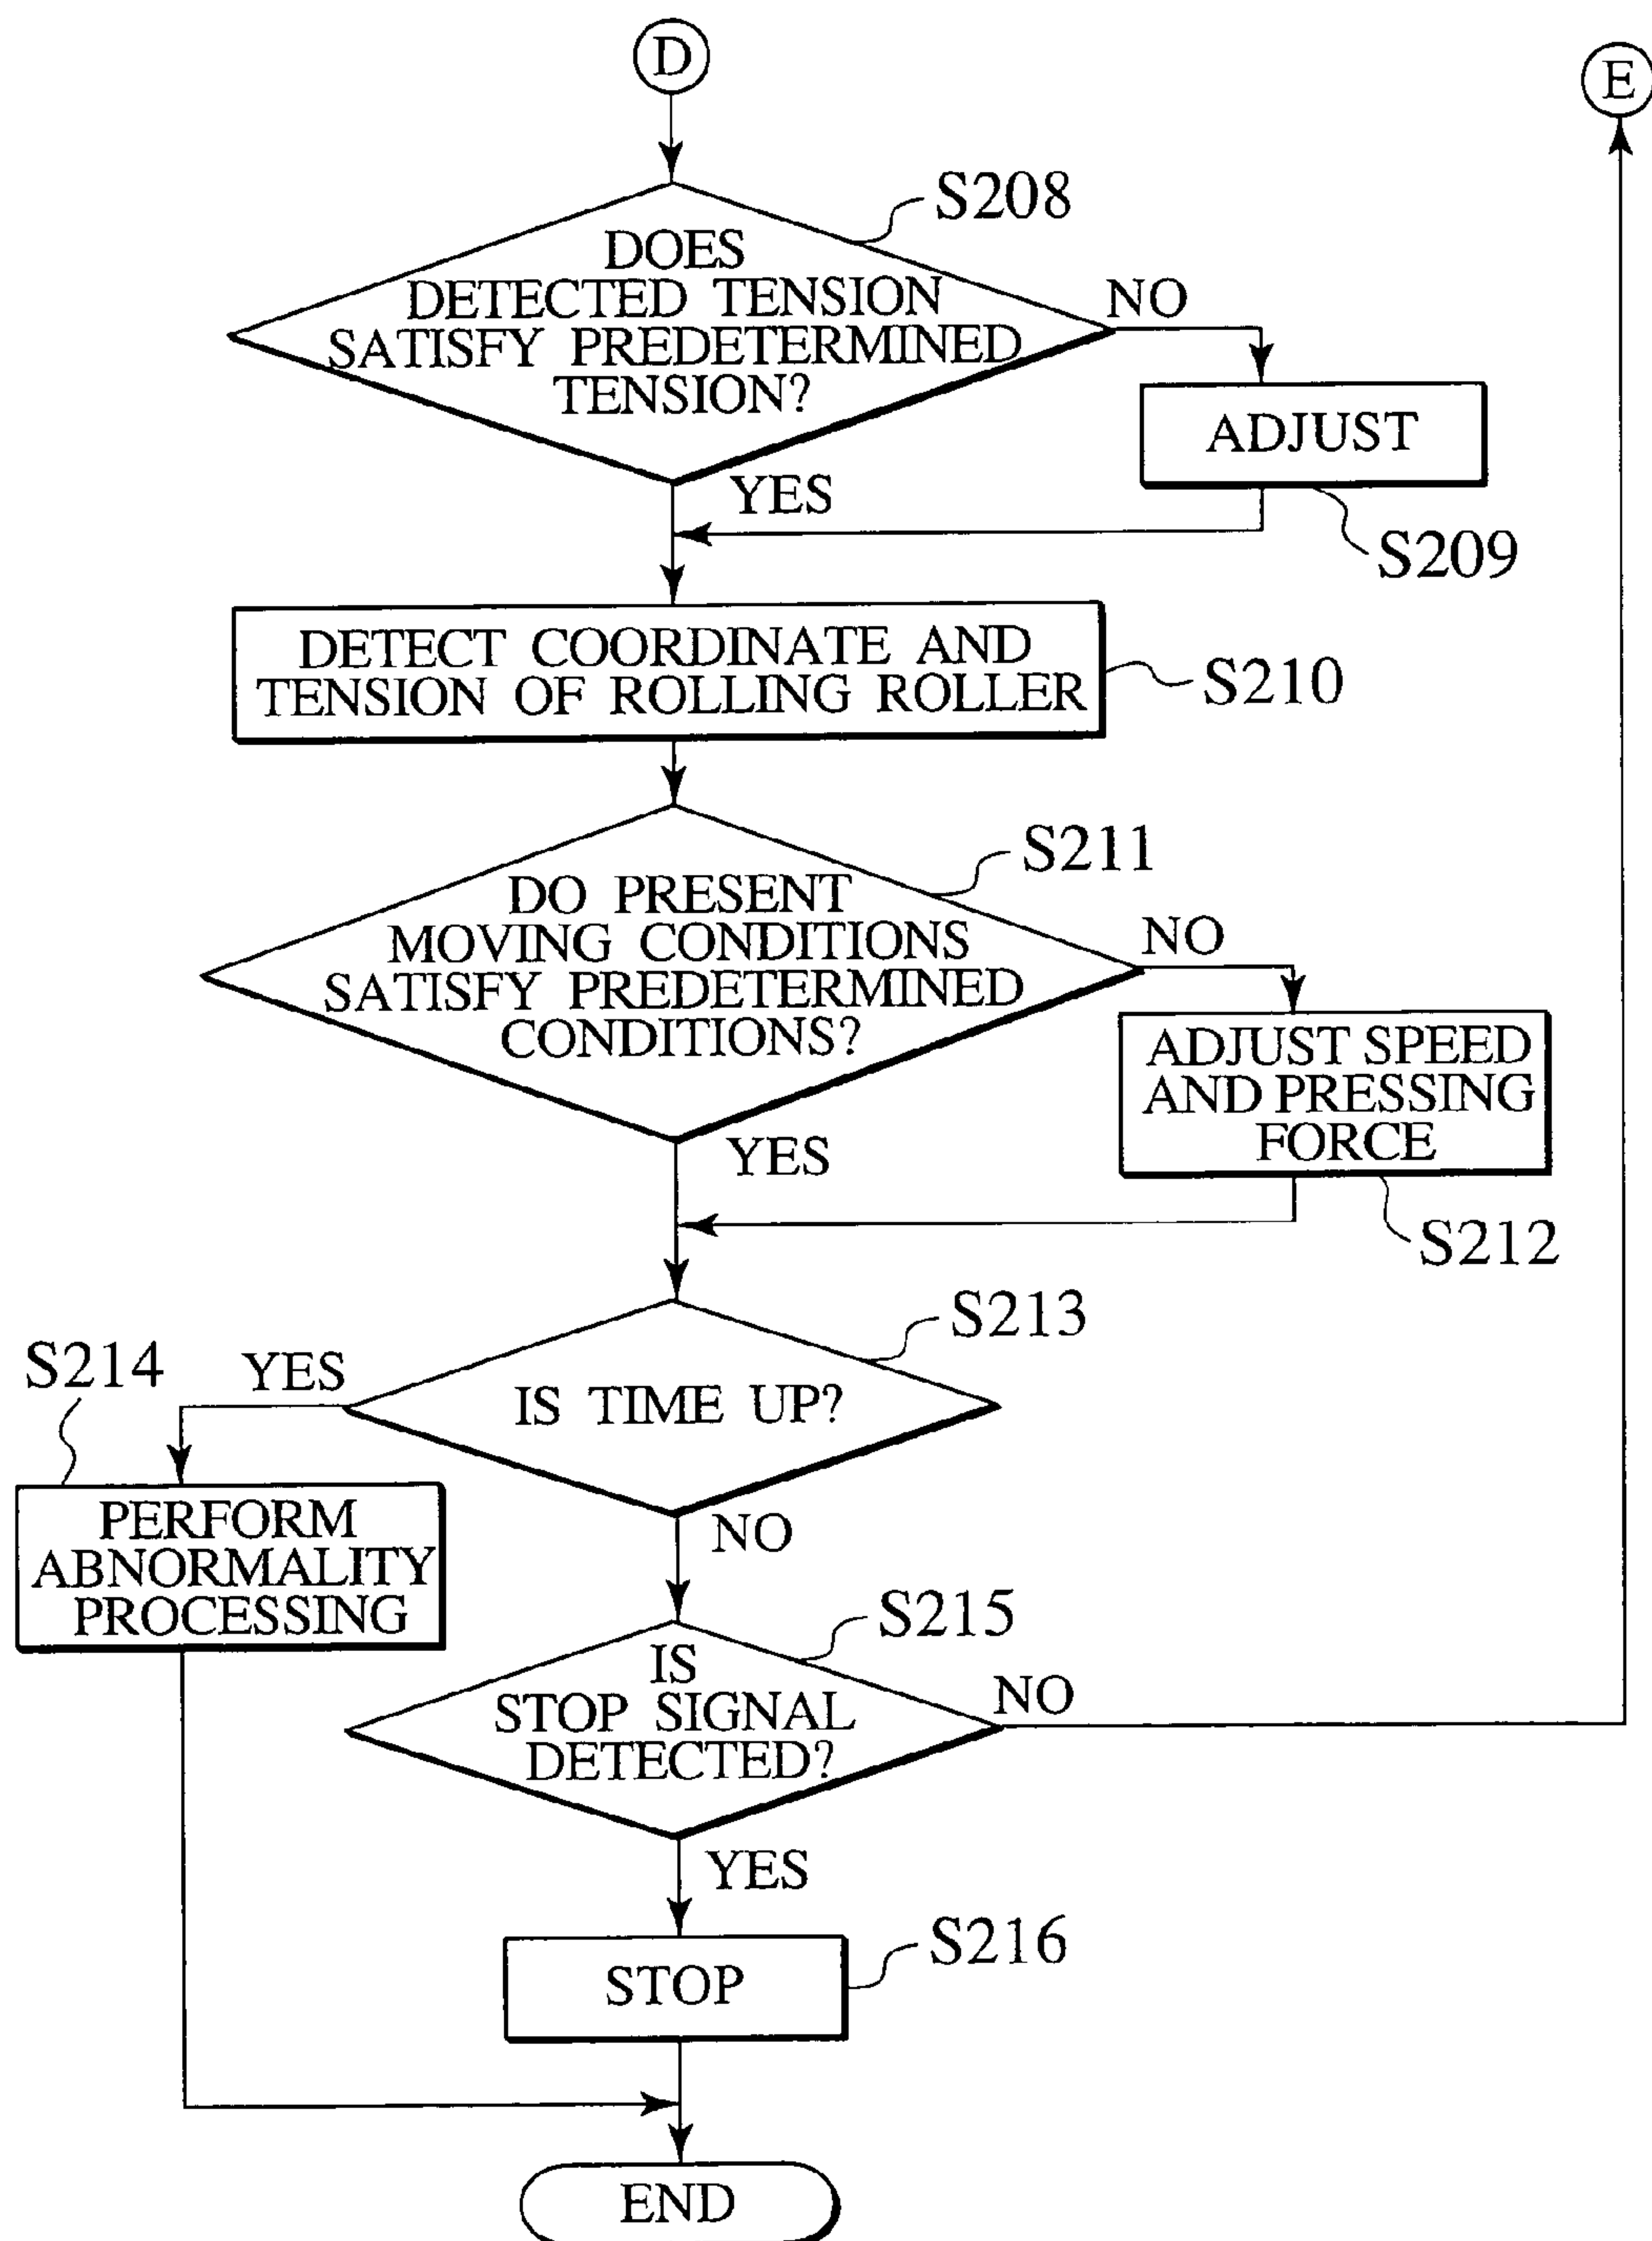 D
E
S208
DOES
DETECTED TENSION
SATISFY PREDETERMINED
TENSION?
NO
ADJUST
YES
S209
DETECT COORDINATE AND
TENSION OF ROLLING ROLLER
S210
S211
DO PRESENT
MOVING CONDITIONS
SATISFY PREDETERMINED
CONDITIONS?
NO
ADJUST SPEED
AND PRESSING
FORCE
YES
S212
S213
S214
YES
IS TIME UP?
PERFORM
ABNORMALITY
PROCESSING
NO
S215
IS
STOP SIGNAL
DETECTED?
NO
YES
S216
STOP
END